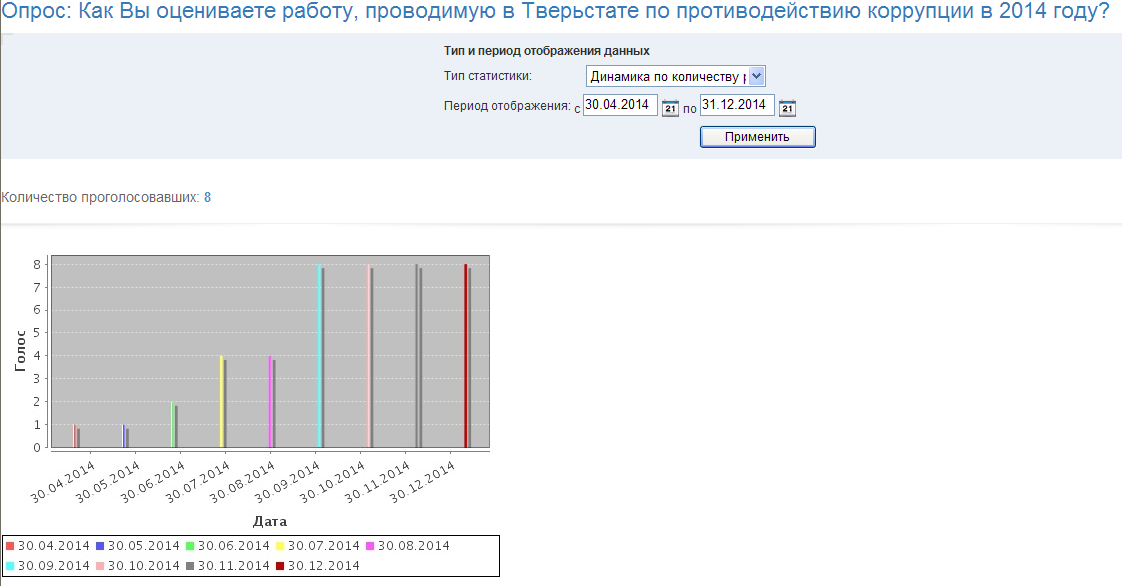 Опрос: Как Вы оцениваете работу, проводимую в Тверьстате по противодействию коррупции в 2014 году?
Тип и период отображения данных
Тип статистики: Динамика по количеству р
Период отображения: с 30.04.2014 21 по 31.12.2014 21
Применить
Количество проголосовавших: 8
Голос
8
7
6
5
4
3
2
1
0
30.04.2014 30.05.2014 30.06.2014 30.07.2014 30.08.2014 30.09.2014 30.10.2014 30.11.2014 30.12.2014
Дата
30.04.2014 30.05.2014 30.06.2014 30.07.2014 30.08.2014
30.09.2014 30.10.2014 30.11.2014 30.12.2014